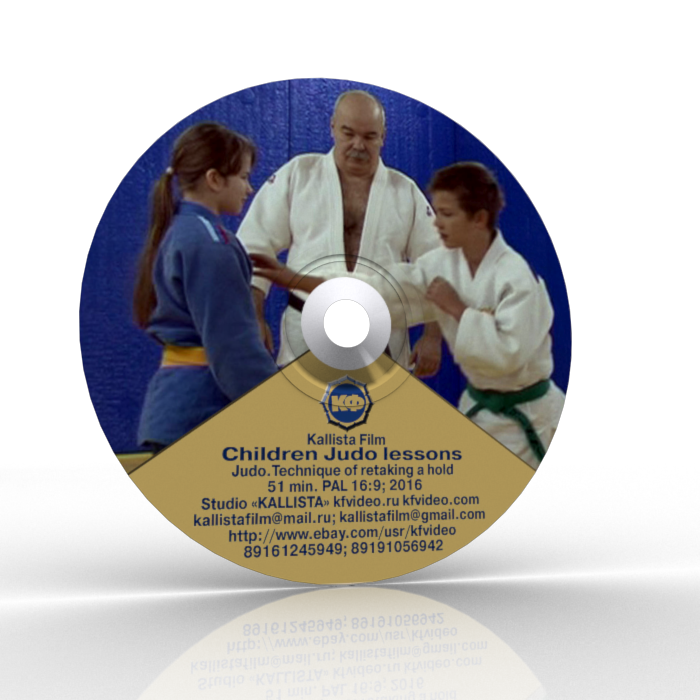 КФ
Kallista Film
Children Judo lessons
Judo. Technique of retaking a hold
51 min. PAL 16:9; 2016
Studio «KALLISTA» kfvideo.ru kfvideo.com
kallistafilm@mail.ru; kallistafilm@gmail.com
http://www.ebay.com/usr/kfvideo
89161245949; 89191056942